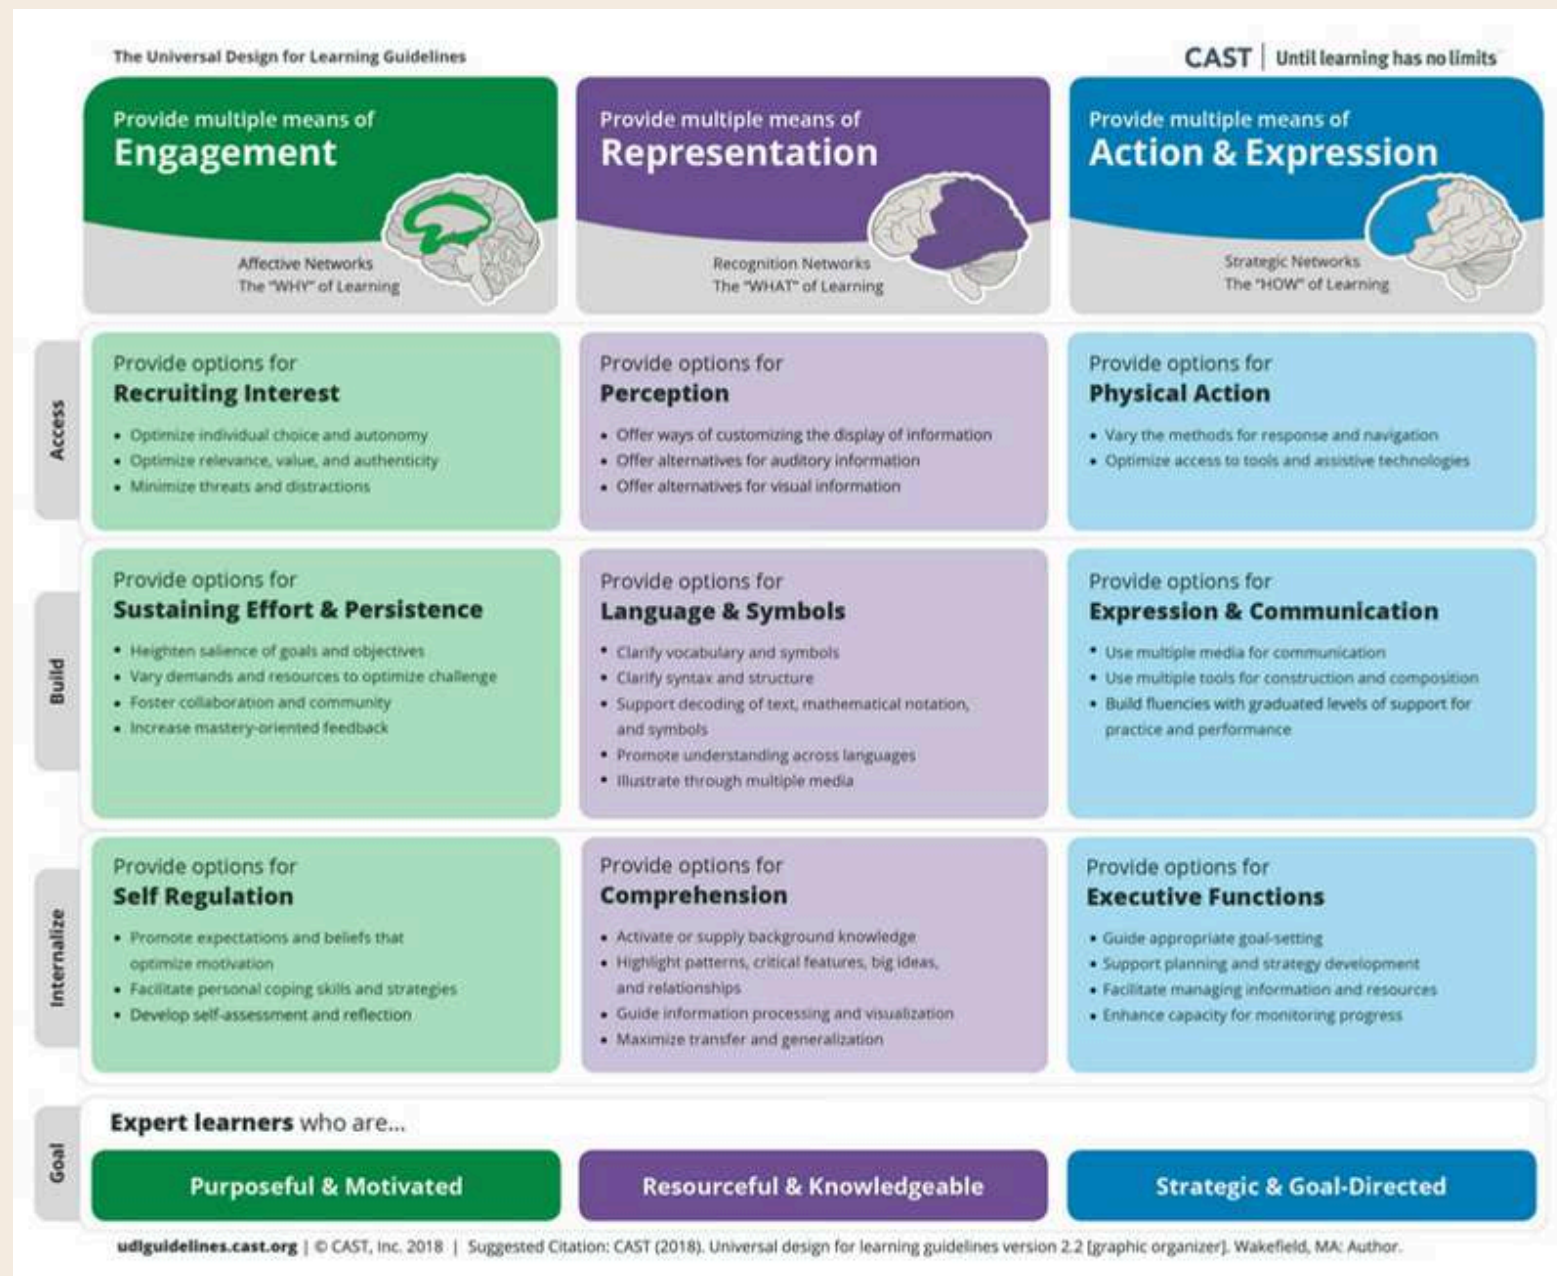 The Universal Design for Learning Guidelines
CAST | Until learning has no limits
Provide multiple means of
Engagement
Affective Networks
The "WHY" of Learning
Provide multiple means of
Representation
Recognition Networks
The "WHAT" of Learning
Provide multiple means of
Action & Expression
Strategic Networks
The "HOW" of Learning
Access
Provide options for
Recruiting Interest
• Optimize individual choice and autonomy
• Optimize relevance, value, and authenticity
• Minimize threats and distractions
Provide options for
Perception
• Offer ways of customizing the display of information
• Offer alternatives for auditory information
• Offer alternatives for visual information
Provide options for
Physical Action
• Vary the methods for response and navigation
• Optimize access to tools and assistive technologies
Build
Provide options for
Sustaining Effort & Persistence
• Heighten salience of goals and objectives
• Vary demands and resources to optimize challenge
• Foster collaboration and community
• Increase mastery-oriented feedback
Provide options for
Language & Symbols
• Clarify vocabulary and symbols
• Clarify syntax and structure
• Support decoding of text, mathematical notation,
and symbols
• Promote understanding across languages
• Illustrate through multiple media
Provide options for
Expression & Communication
• Use multiple media for communication
• Use multiple tools for construction and composition
• Build fluencies with graduated levels of support for
practice and performance
Internalize
Provide options for
Self Regulation
• Promote expectations and beliefs that
optimize motivation
• Facilitate personal coping skills and strategies
• Develop self-assessment and reflection
Provide options for
Comprehension
• Activate or supply background knowledge
• Highlight patterns, critical features, big ideas,
and relationships
• Guide information processing and visualization
• Maximize transfer and generalization
Provide options for
Executive Functions
• Guide appropriate goal-setting
• Support planning and strategy development
• Facilitate managing information and resources
• Enhance capacity for monitoring progress
Goal
Expert learners who are...
Purposeful & Motivated
Resourceful & Knowledgeable
Strategic & Goal-Directed
udlguidelines.cast.org | © CAST, Inc. 2018 | Suggested Citation: CAST (2018). Universal design for learning guidelines version 2.2 [graphic organizer]. Wakefield, MA: Author.